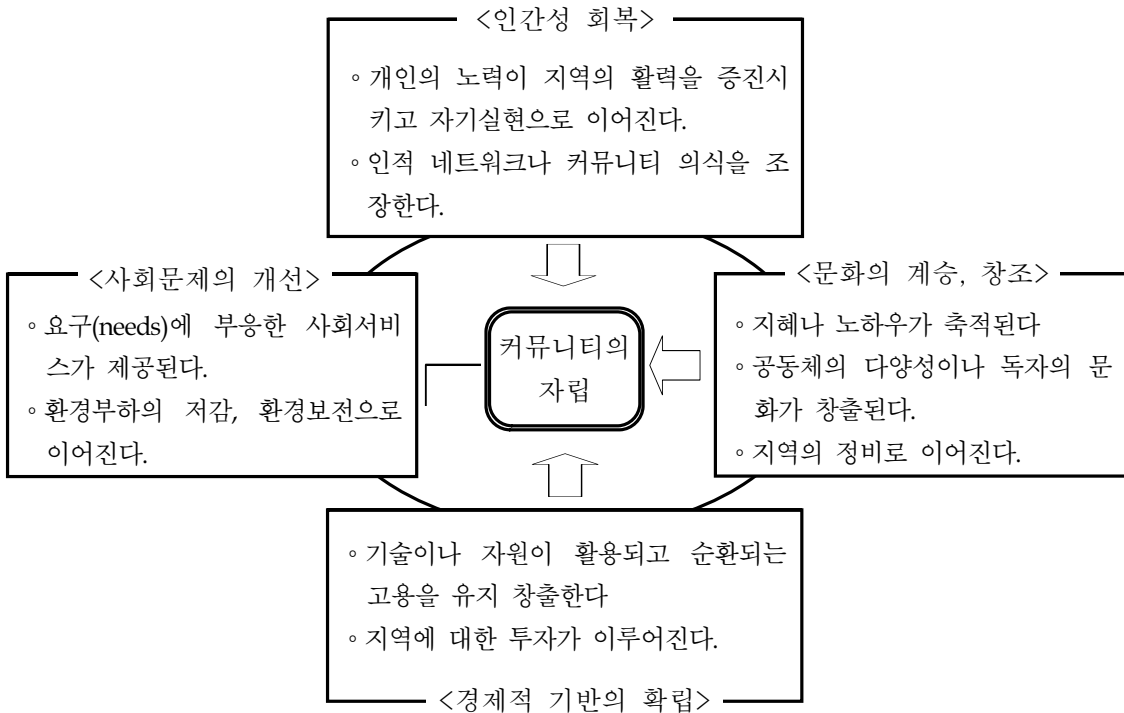 <인간성 회복>
◦ 개인의 노력이 지역의 활력을 증진시
키고 자기실현으로 이어진다.
◦ 인적 네트워크나 커뮤니티 의식을 조
장한다.
<사회문제의 개선>
◦ 요구(needs)에 부응한 사회서비
스가 제공된다.
◦ 환경부하의 저감, 환경보전으로
이어진다.
커뮤니티의
자립
<문화의 계승, 창조>
◦ 지혜나 노하우가 축적된다
◦ 공동체의 다양성이나 독자의 문
화가 창출된다.
◦ 지역의 정비로 이어진다.
◦ 기술이나 자원이 활용되고 순환되는
고용을 유지 창출한다
◦ 지역에 대한 투자가 이루어진다.
<경제적 기반의 확립>